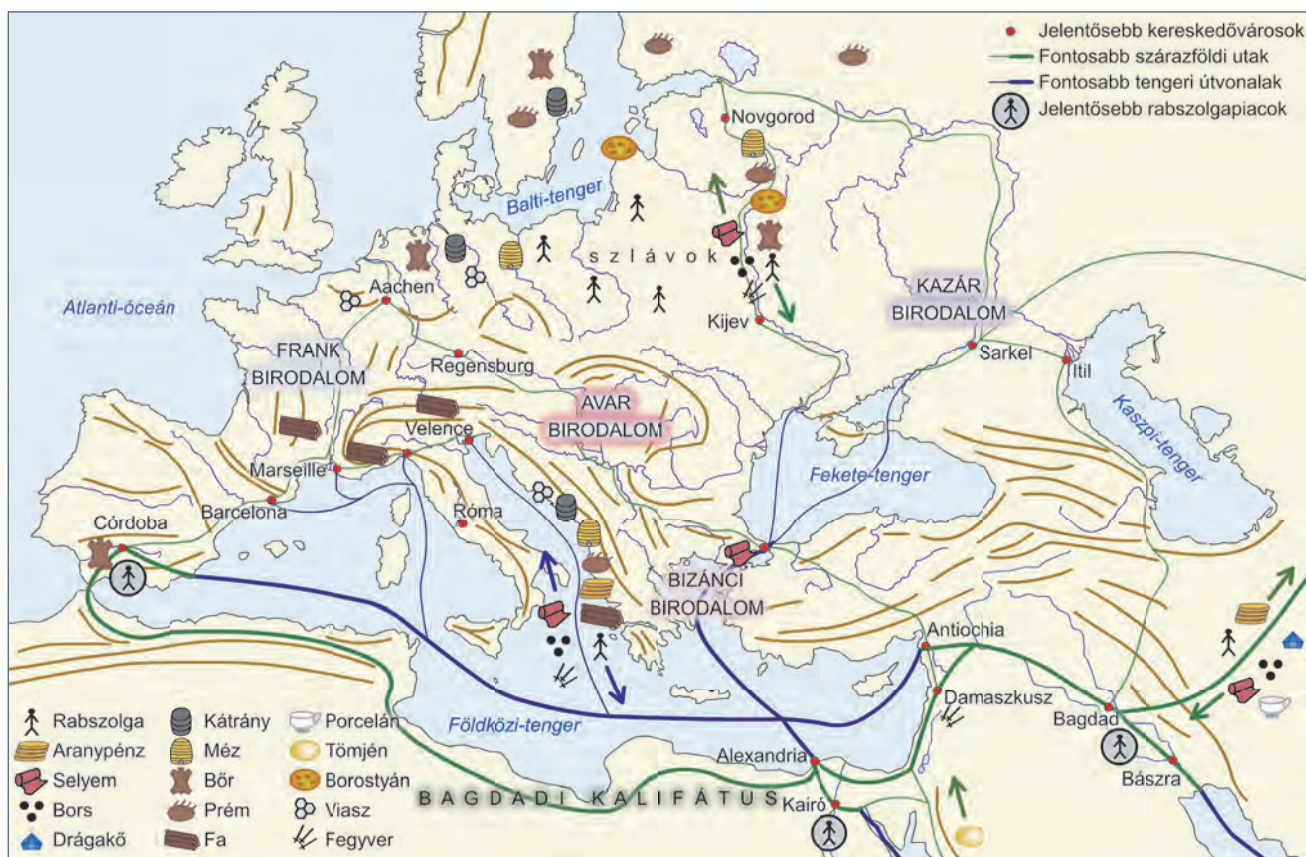 Jelentősebb kereskedővárosok
Fontosabb szárazföldi utak
Fontosabb tengeri útvonalak
Jelentősebb rabszolgapiacok
Novgorod
Balti-tenger
szlávok
Atlanti-óceán
Aachen
KAZÁR
BIRODALOM
Kijev
FRANK
BIRODALOM
Regensburg
Sarkel
Itil
AVAR
BIRODALOM
Kaszpi-tenger
Velence
Marseille
Fekete-tenger
Barcelona
Róma
Córdoba
BIZÁNCI
BIRODALOM
Antiochia
Damaszkusz
Bagdad
Földközi-tenger
Alexandria
Bászra
BAGDADI KALIFÁTUS
Kairó
Rabszolga
Aranypénz
Selyem
Bors
Drágakő
Kátrány
Méz
Bőr
Prém
Fa
Porcelán
Tömjén
Borostyán
Viasz
Fegyver